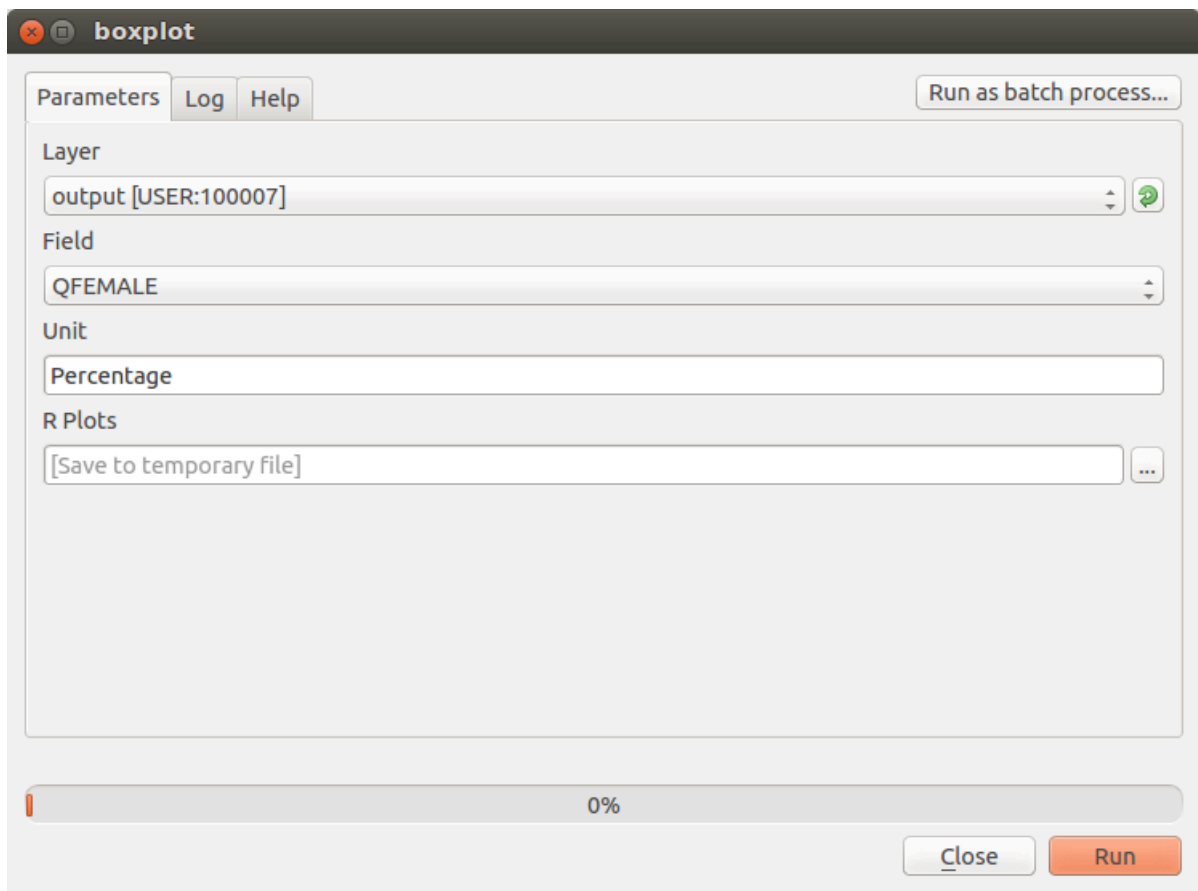 boxplot
Parameters Log Help Run as batch process...
Layer
output [USER:100007]
Field
QFEMALE
Unit
Percentage
R Plots
[Save to temporary file] ...
0%
Close Run